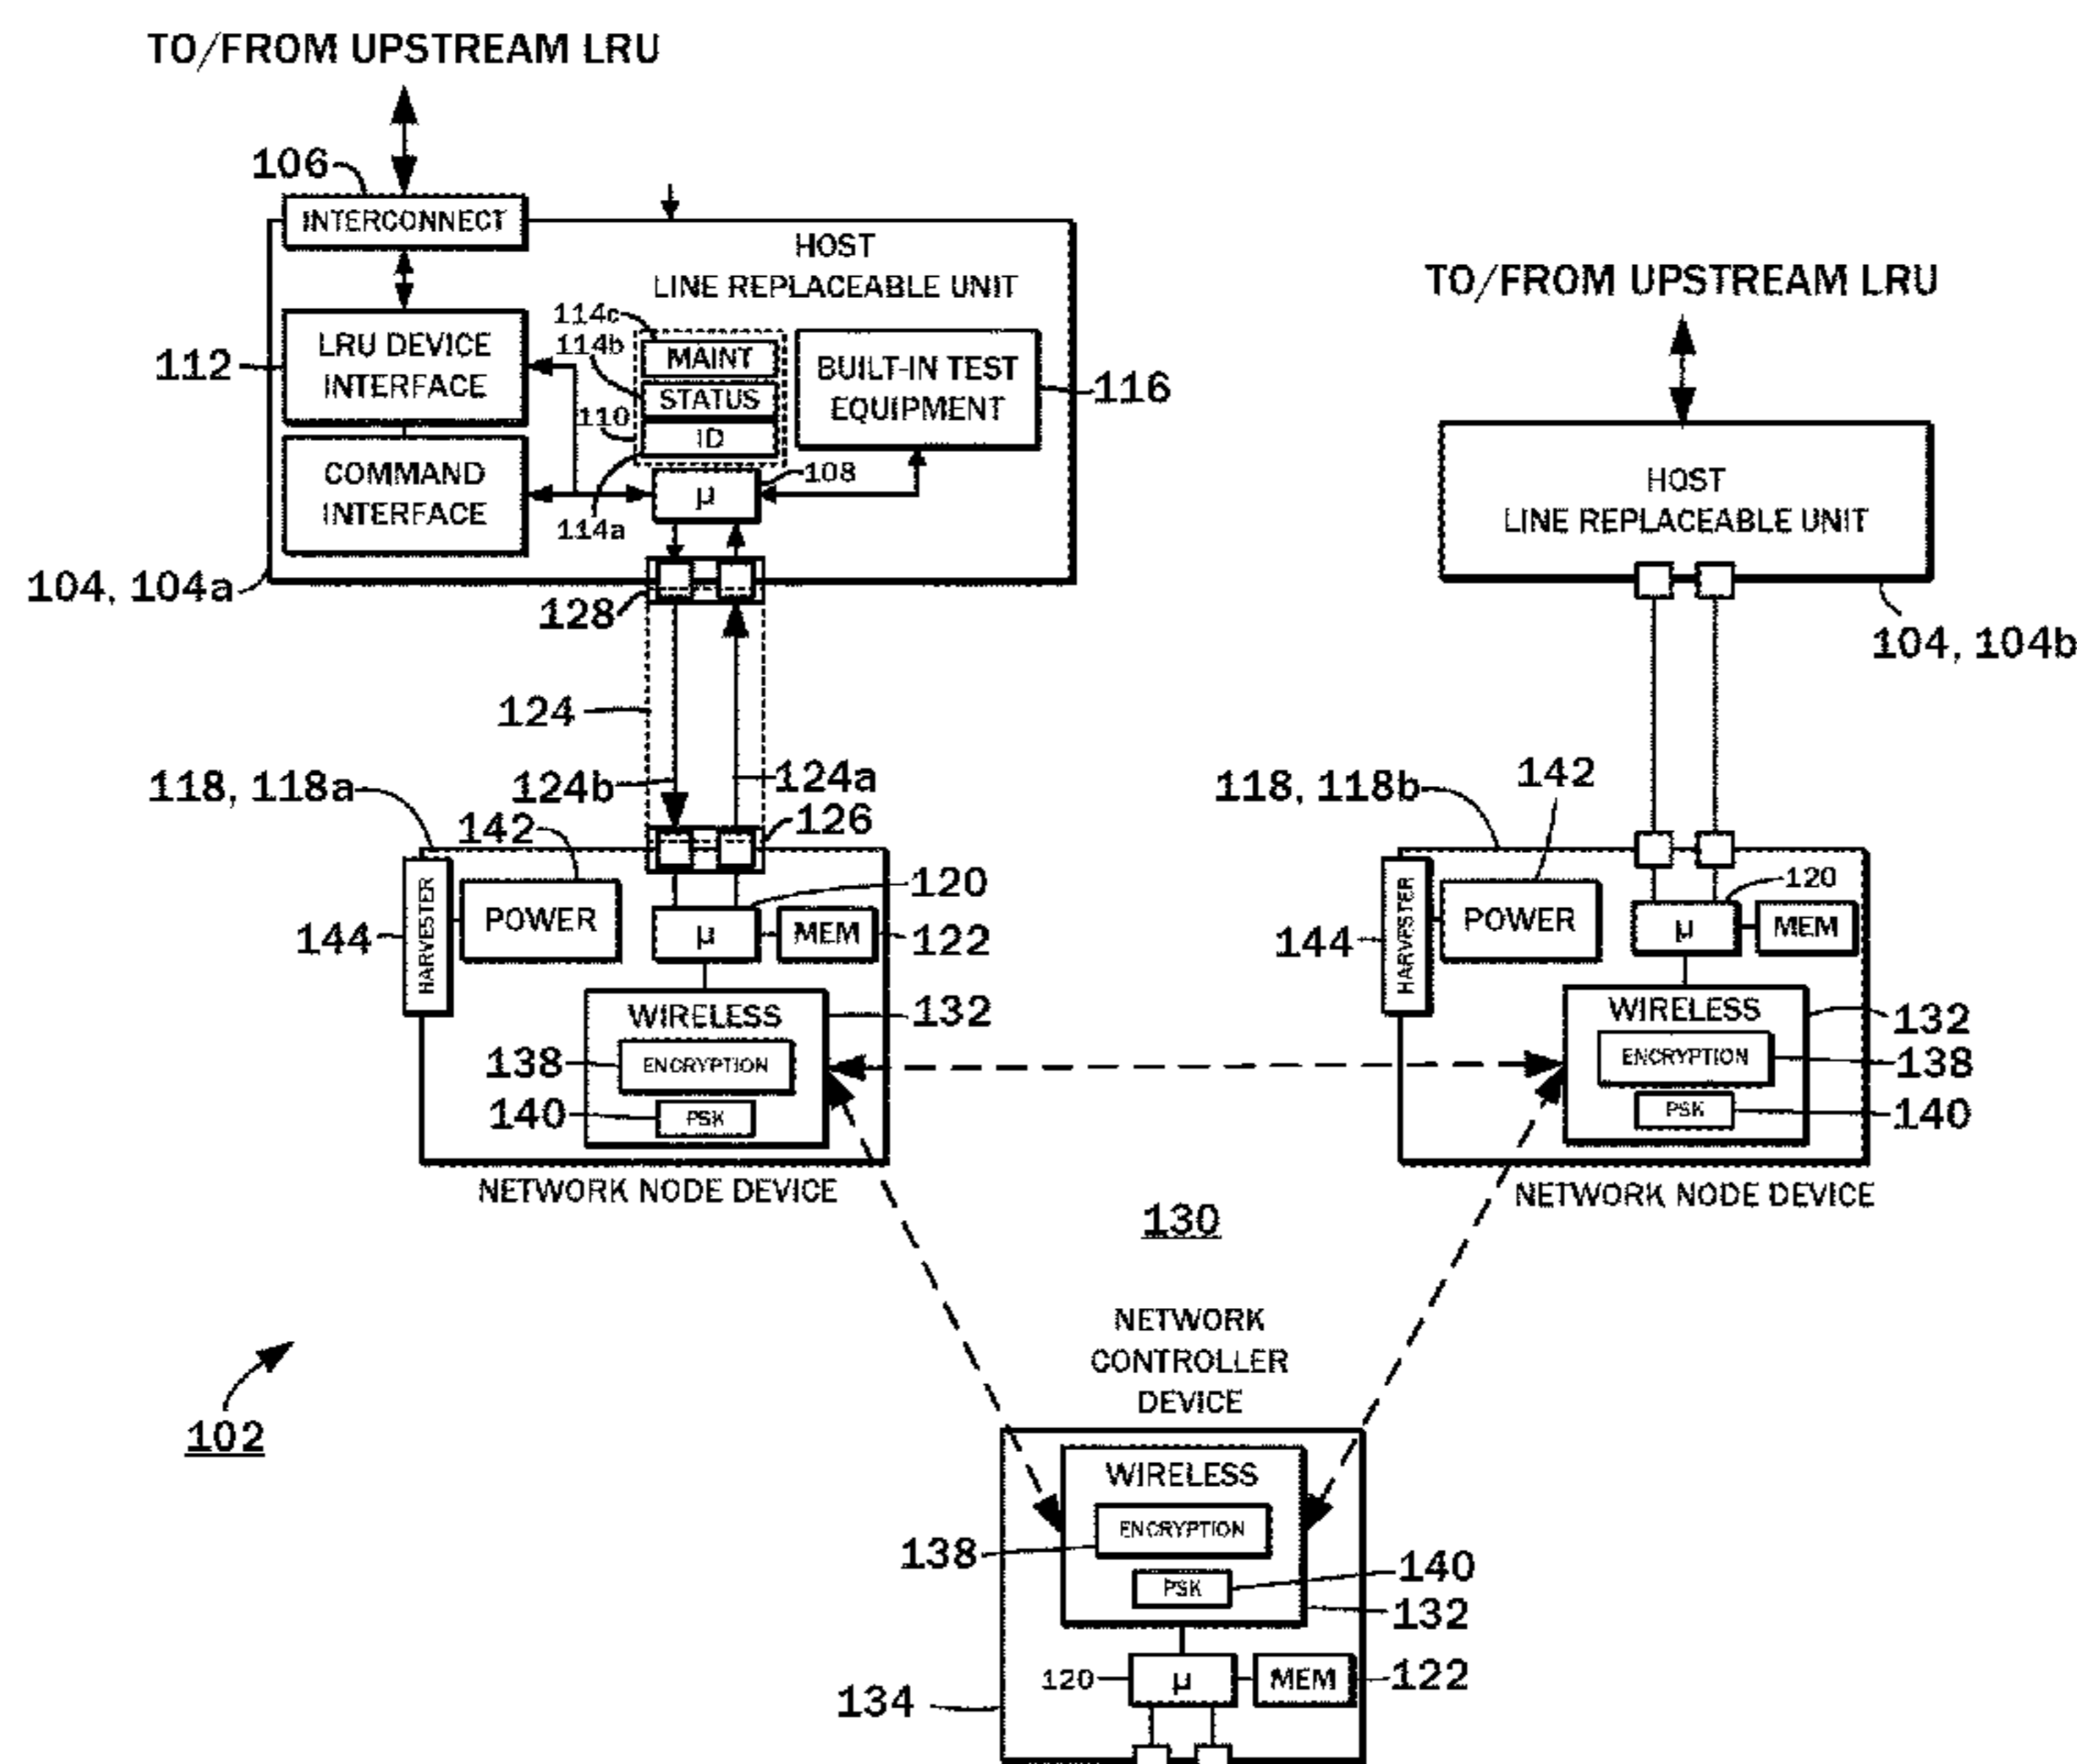 TO/FROM UPSTREAM LRU
106
INTERCONNECT
HOST
LINE REPLACEABLE UNIT
114c
MAINT
114b
STATUS
110
ID
114a
LRU DEVICE
INTERFACE
112
COMMAND
INTERFACE
BUILT-IN TEST
EQUIPMENT
116
µ
108
104, 104a
128
124
124b
124a
126
118, 118a
142
POWER
HARVESTER
144
µ
120
MEM
122
WIRELESS
132
138
ENCRYPTION
140
PSK
NETWORK NODE DEVICE
TO/FROM UPSTREAM LRU
HOST
LINE REPLACEABLE UNIT
104, 104b
118, 118b
142
POWER
HARVESTER
144
µ
120
MEM
WIRELESS
132
ENCRYPTION
138
PSK
140
NETWORK NODE DEVICE
130
102
NETWORK
CONTROLLER
DEVICE
WIRELESS
ENCRYPTION
138
PSK
140
132
120
µ
MEM
122
134